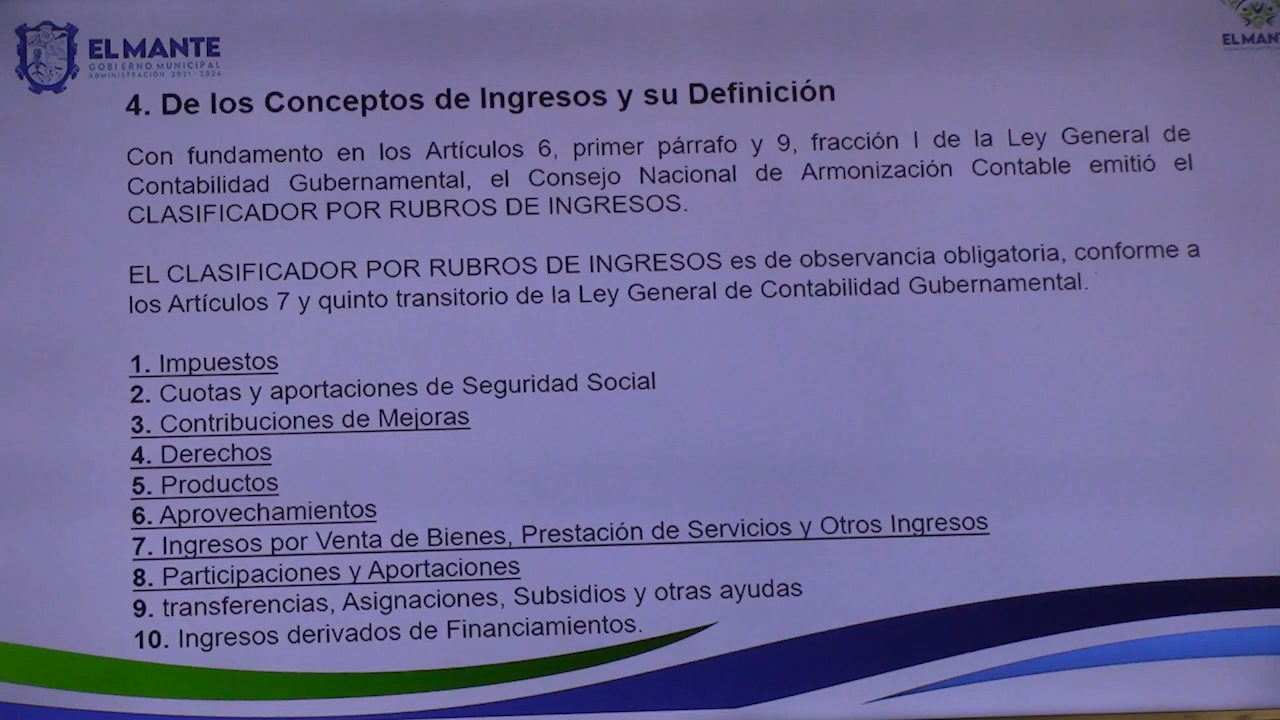 EL MANTE
GOBIERNO MUNICIPAL
ADMINISTRACIÓN 2021 - 2024
EL MAN
4. De los Conceptos de Ingresos y su Definición
Con fundamento en los Artículos 6, primer párrafo y 9, fracción I de la Ley General de
Contabilidad Gubernamental, el Consejo Nacional de Armonización Contable emitió el
CLASIFICADOR POR RUBROS DE INGRESOS.
EL CLASIFICADOR POR RUBROS DE INGRESOS es de observancia obligatoria, conforme a
los Artículos 7 y quinto transitorio de la Ley General de Contabilidad Gubernamental.
1. Impuestos
2. Cuotas y aportaciones de Seguridad Social
3. Contribuciones de Mejoras
4. Derechos
5. Productos
6. Aprovechamientos
7. Ingresos por Venta de Bienes, Prestación de Servicios y Otros Ingresos
8. Participaciones y Aportaciones
9. transferencias, Asignaciones, Subsidios y otras ayudas
10. Ingresos derivados de Financiamientos.